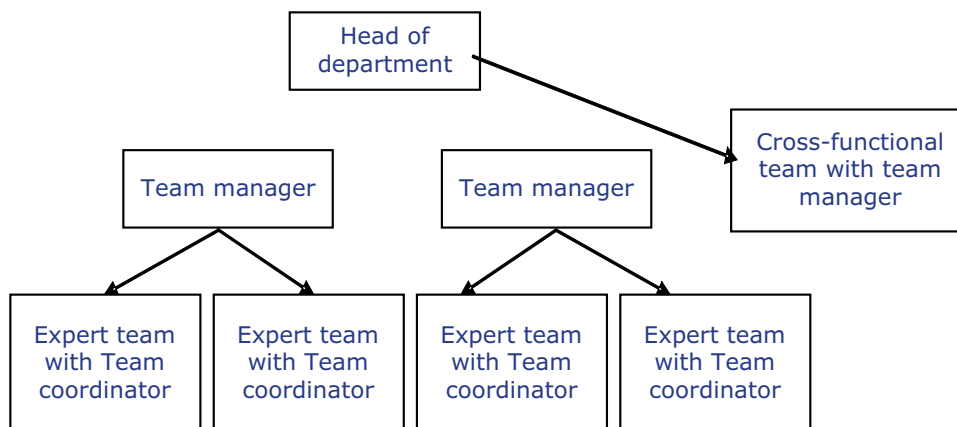 Head of
department
Cross-functional
team with team
manager
Team manager
Team manager
Expert team
with Team
coordinator
Expert team
with Team
coordinator
Expert team
with Team
coordinator
Expert team
with Team
coordinator